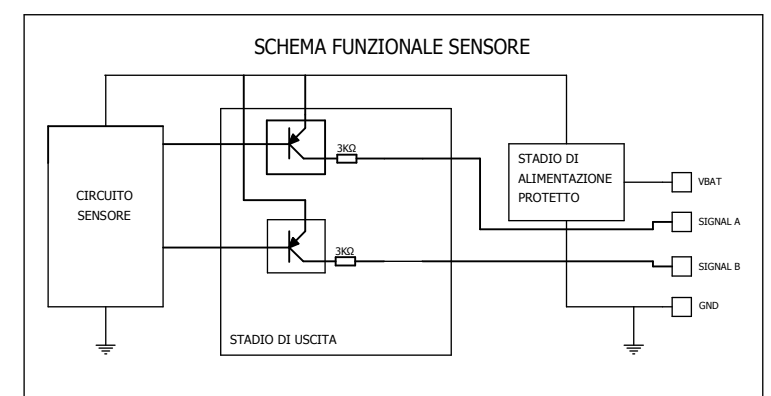 SCHEMA FUNZIONALE SENSORE
3KΩ
STADIO DI
ALIMENTAZIONE
PROTETTO
VBAT
CIRCUITO
SENSORE
SIGNAL A
3KΩ
SIGNAL B
GND
STADIO DI USCITA